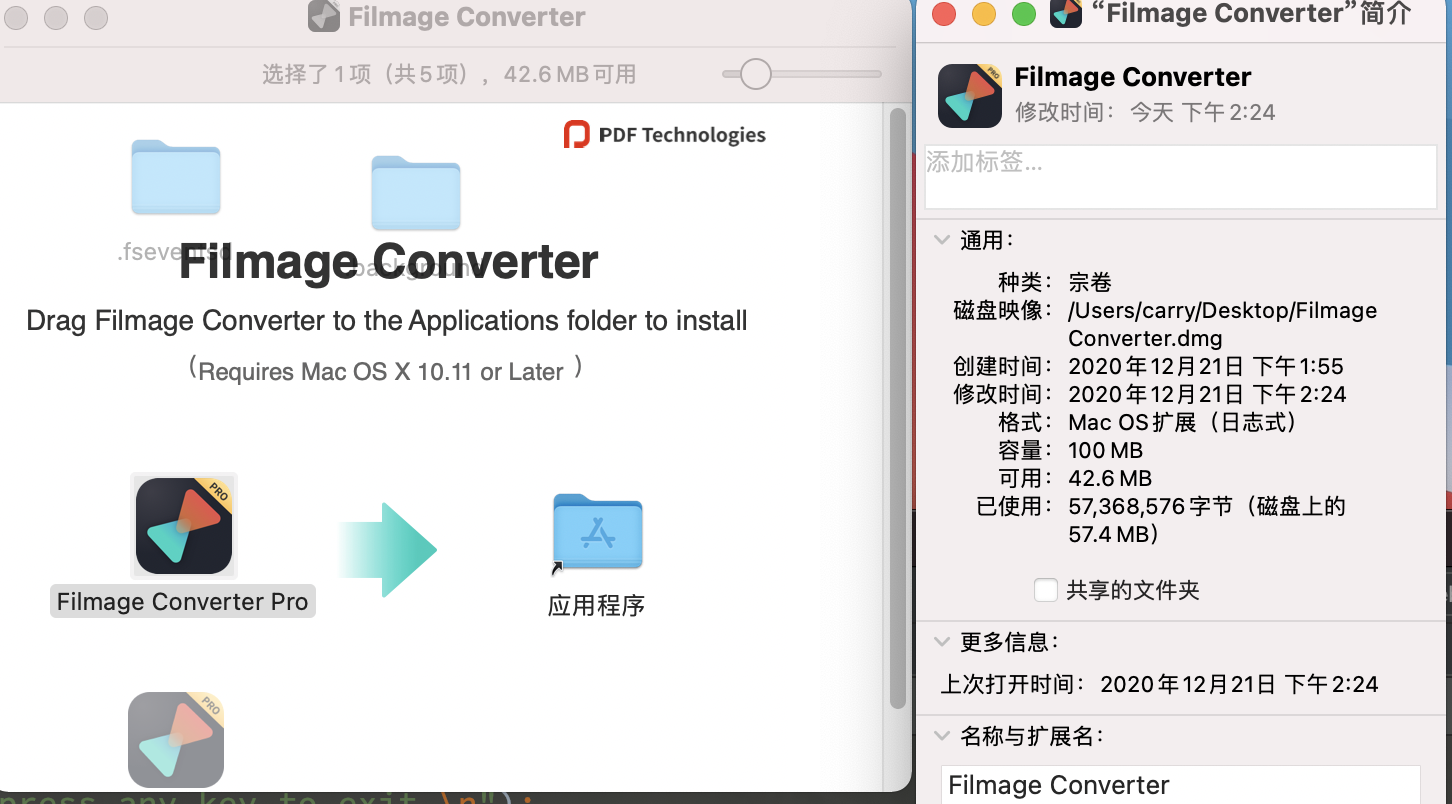 Filmage Converter
选择了1项（共5项），42.6 MB可用
PDF Technologies
.fseventsd
background
Filmage Converter
Drag Filmage Converter to the Applications folder to install
(Requires Mac OS X 10.11 or Later )
PRO
Filmage Converter Pro
应用程序
PRO
press any key to exit \n");
“Filmage Converter”简介
PRO
Filmage Converter
修改时间：今天 下午2:24
添加标签...
通用：
种类：宗卷
磁盘映像：/Users/carry/Desktop/Filmage
Converter.dmg
创建时间：2020年12月21日 下午1:55
修改时间：2020年12月21日 下午2:24
格式：Mac OS扩展（日志式）
容量：100 MB
可用：42.6 MB
已使用：57,368,576字节（磁盘上的
57.4 MB）
共享的文件夹
更多信息：
上次打开时间：2020年12月21日 下午2:24
名称与扩展名：
Filmage Converter